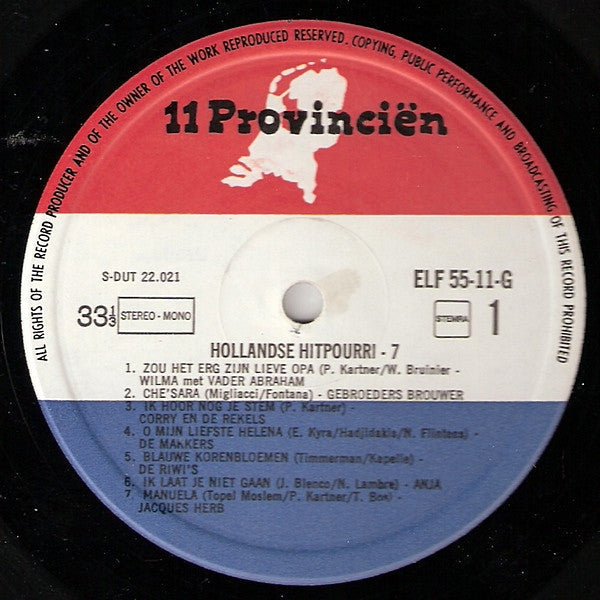 ALL RIGHTS OF THE RECORD PRODUCER AND OF THE OWNER OF THE WORK REPRODUCED RESERVED. COPYING, PUBLIC PERFORMANCE AND BROADCASTING OF THIS RECORD PROHIBITED
11 Provinciën
S-DUT 22.021
ELF 55-11-G
33⅓ STEREO - MONO
STEMRA 1
HOLLANDSE HITPOURRI - 7
1. ZOU HET ERG ZIJN LIEVE OPA (P. Kartner/W. Bruinier -
WILMA met VADER ABRAHAM
2. CHE'SARA (Migliacci/Fontana) - GEBROEDERS BROUWER
3. IK HOOR NOG JE STEM (P. Kartner) -
CORRY EN DE REKELS
4. O MIJN LIEFSTE HELENA (E. Kyra/Hadjidakis/N. Flintens) -
DE MAKKERS
5. BLAUWE KORENBLOEMEN (Timmerman/Kapelle) -
DE RIWI'S
6. IK LAAT JE NIET GAAN (J. Blenco/N. Lambre) - ANJA
7 MANUELA (Topel Moslem/P. Kartner/T. Bos) -
JACQUES HERB